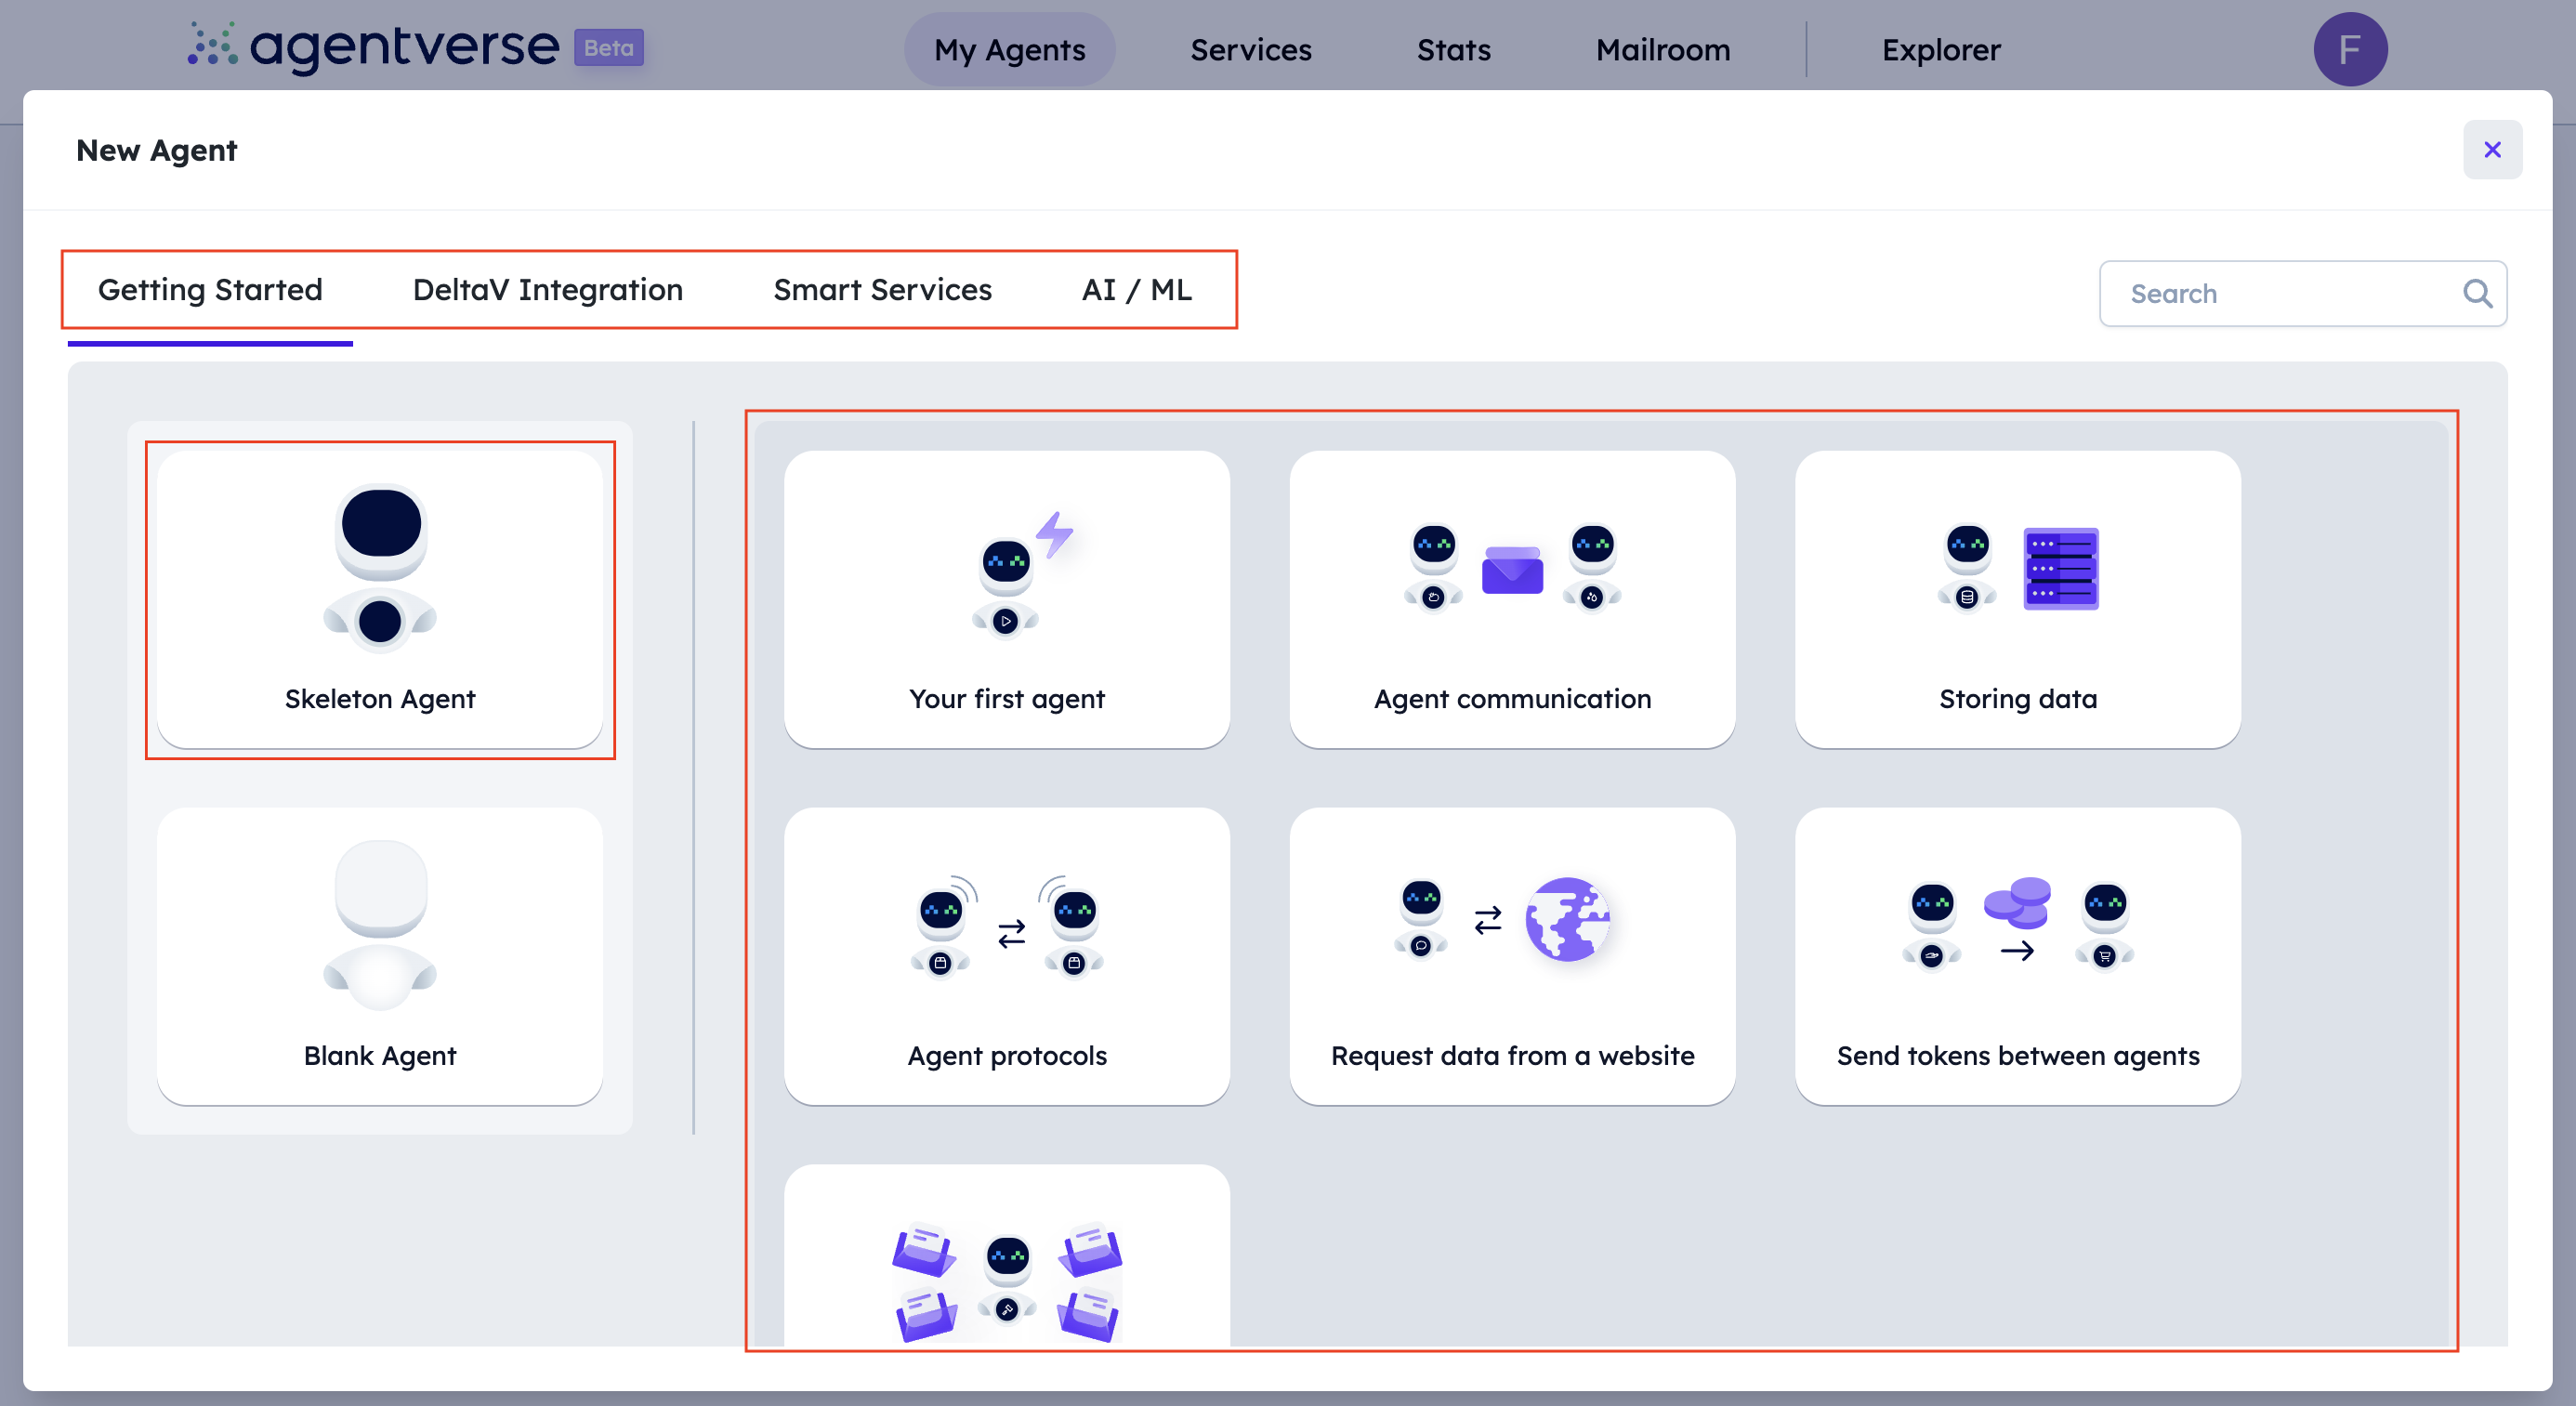 agentverse Beta My Agents Services Stats Mailroom Explorer F
New Agent
Getting Started DeltaV Integration Smart Services AI / ML Search
Skeleton Agent Your first agent Agent communication Storing data
Blank Agent Agent protocols Request data from a website Send tokens between agents